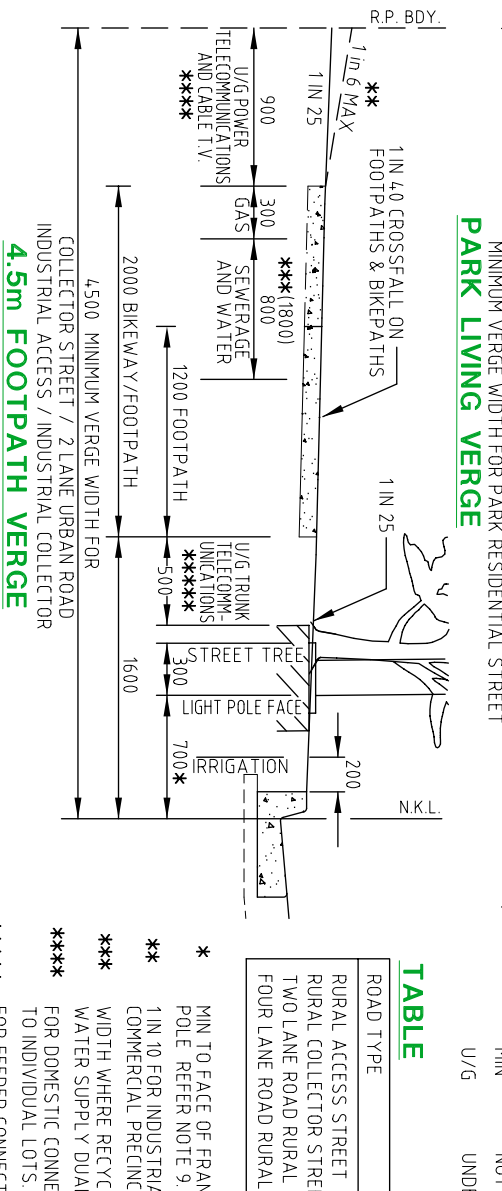 MINIMUM VERGE WIDTH FOR PARK RESIDENTIAL STREET
PARK LIVING VERGE
R.P. BDY.
**
1 in 6 MAX
1 IN 25
1 IN 40 CROSSFALL ON
FOOTPATHS & BIKEPATHS
1 IN 25
N.K.L.
200
900
U/G POWER
TELECOMMUNICATIONS
AND CABLE T.V.
****
300
GAS
***(1800)
800
SEWERAGE
AND WATER
U/G TRUNK
TELECOMM-
UNICATIONS
*****
500
STREET TREE
300
LIGHT POLE FACE
700*
IRRIGATION
1200 FOOTPATH
2000 BIKEWAY/FOOTPATH
1600
4500 MINIMUM VERGE WIDTH FOR
COLLECTOR STREET / 2 LANE URBAN ROAD
INDUSTRIAL ACCESS / INDUSTRIAL COLLECTOR
4.5m FOOTPATH VERGE
MIN
U/G
TABLE
ROAD TYPE
RURAL ACCESS STREET
RURAL COLLECTOR STREE
TWO LANE ROAD RURAL
FOUR LANE ROAD RURAL
* MIN TO FACE OF FRAN
POLE REFER NOTE 9.
** 1 IN 10 FOR INDUSTRIA
COMMERCIAL PRECINC
*** WIDTH WHERE RECYC
WATER SUPPLY DUA
**** FOR DOMESTIC CONNE
TO INDIVIDUAL LOTS.
FOR FEEDER CONNECT